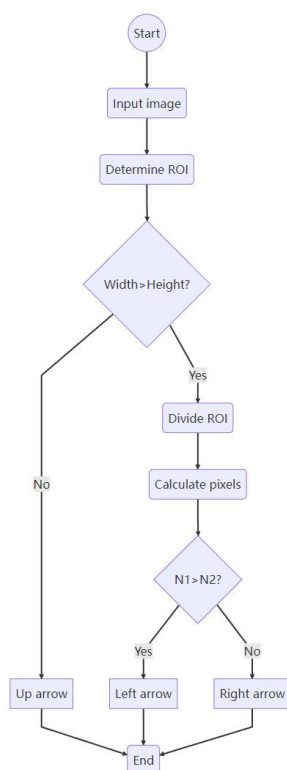 Start
Input image
Determine ROI
Width>Height?
Yes
Divide ROI
No
Calculate pixels
N1>N2?
Yes
No
Up arrow
Left arrow
Right arrow
End